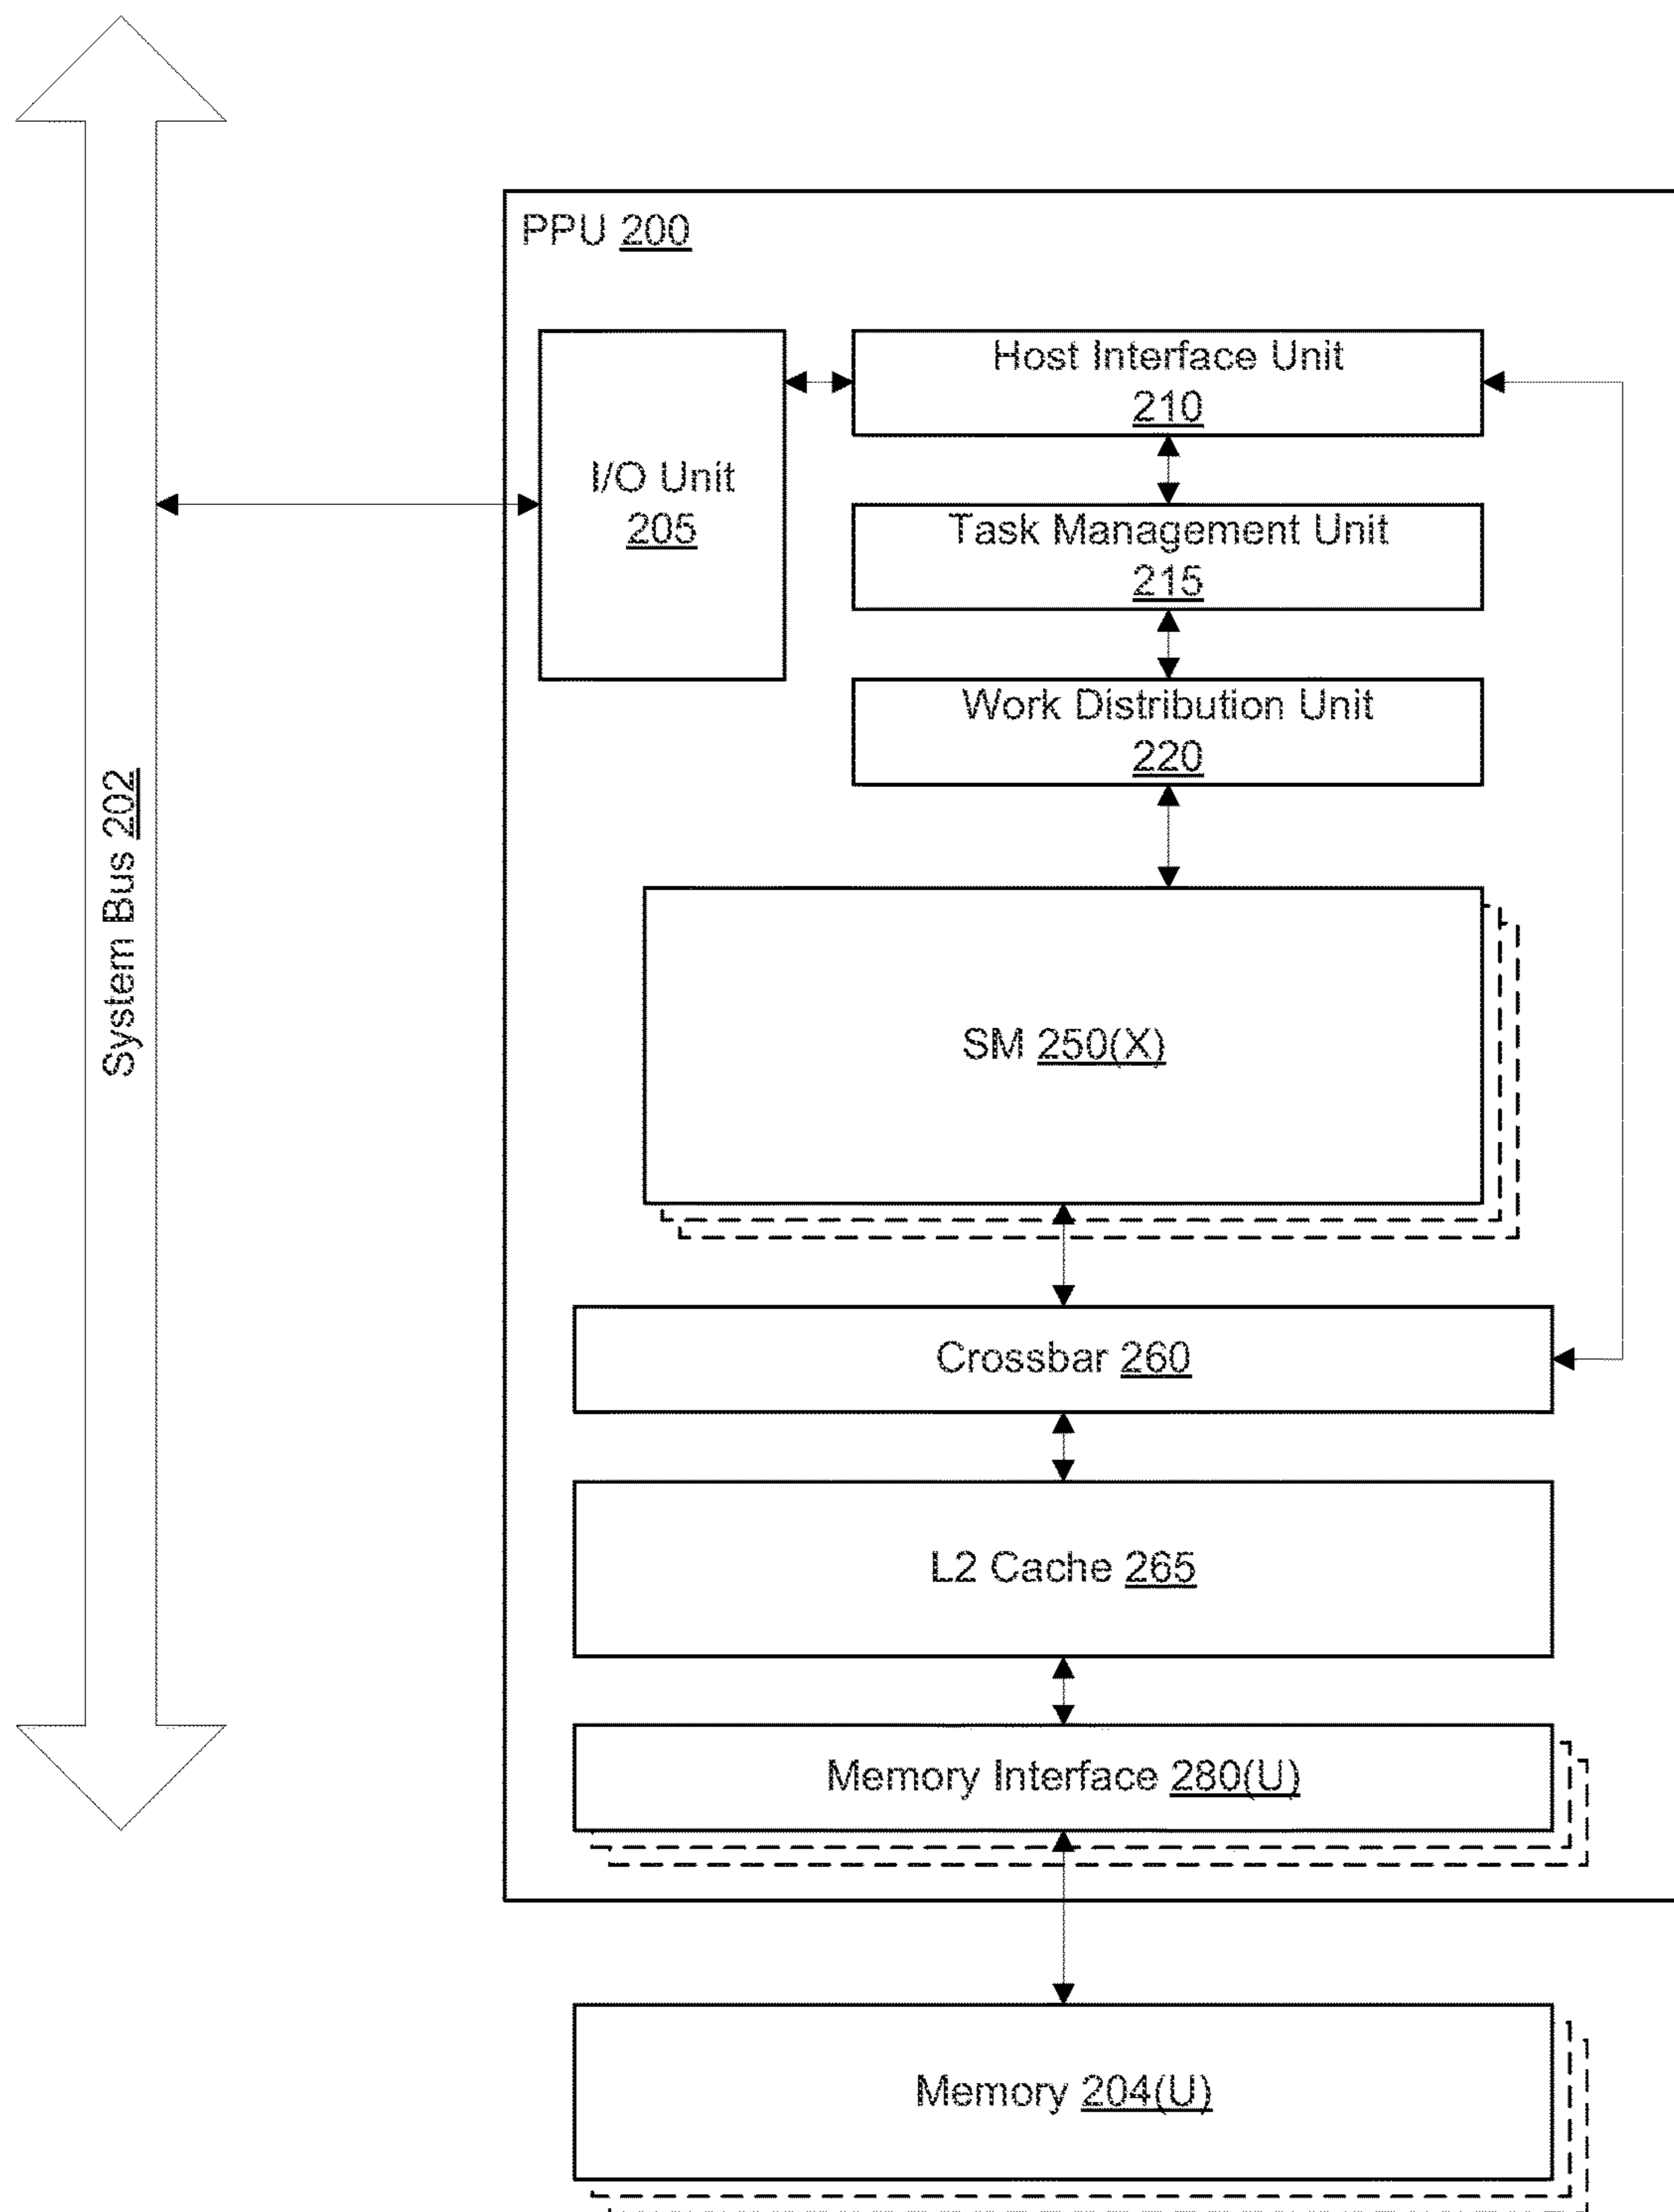 PPU 200
Host Interface Unit
210
I/O Unit
205
Task Management Unit
215
Work Distribution Unit
220
System Bus 202
SM 250(X)
Crossbar 260
L2 Cache 265
Memory Interface 280(U)
Memory 204(U)